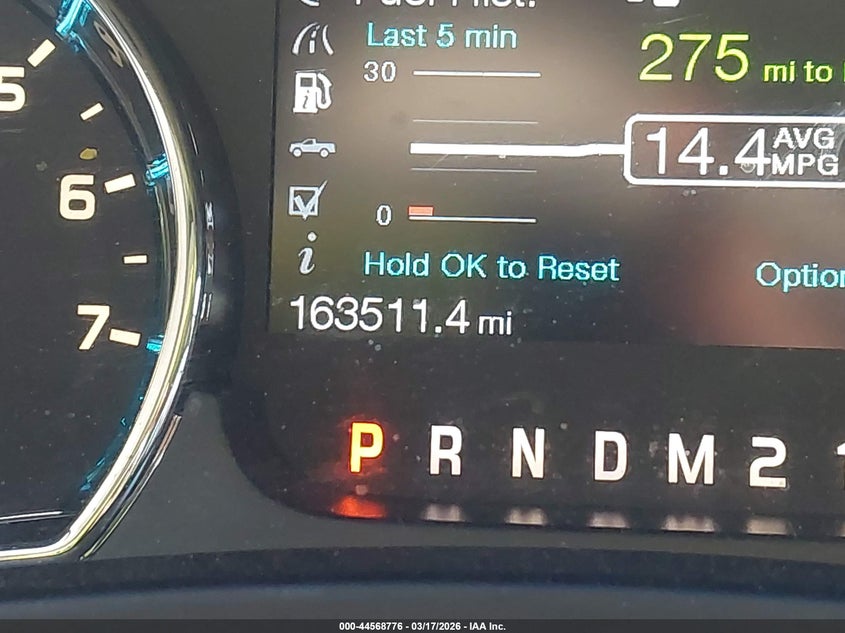 Last 5 min
30
275 mi to
14.4 AVG MPG
0
Hold OK to Reset
163511.4 mi
5
6
7
P R N D M 2
000-44568776 - 03/17/2026 - IAA Inc.